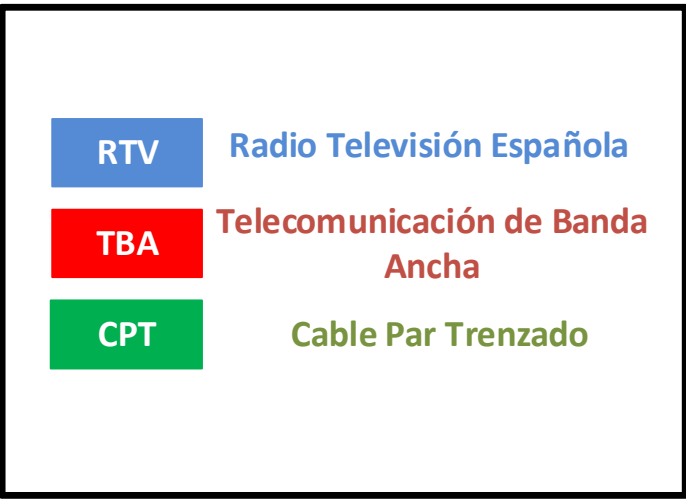 RTV
Radio Televisión Española
TBA
Telecomunicación de Banda
Ancha
CPT
Cable Par Trenzado